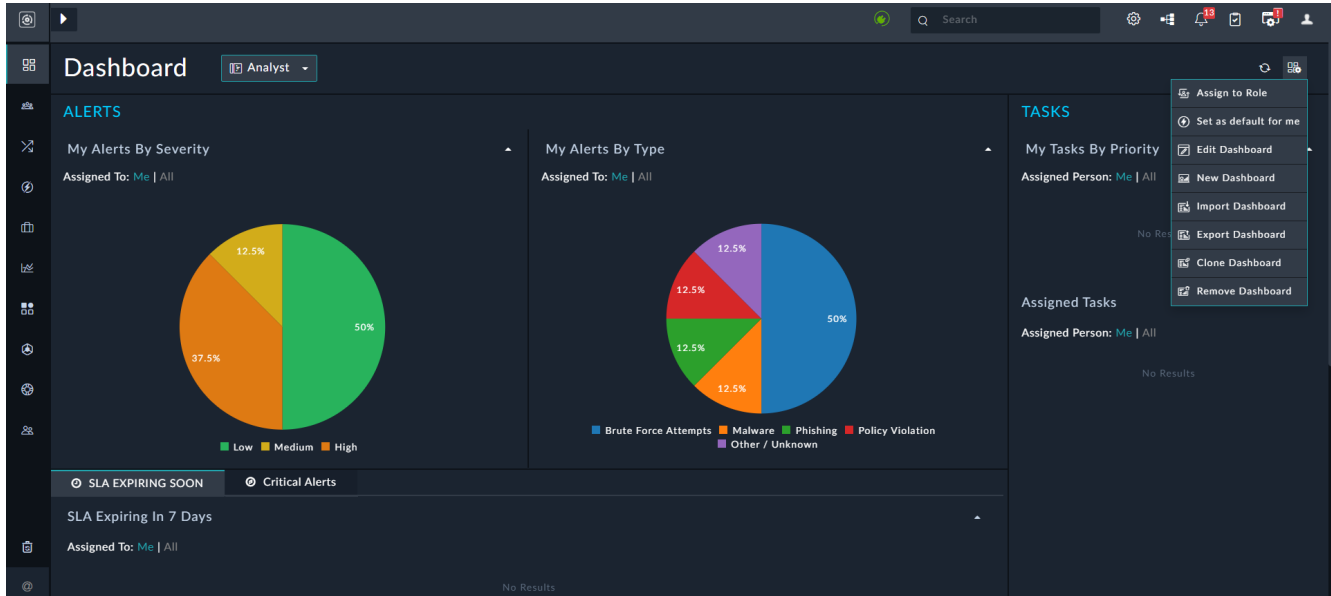 Search
13
!
Dashboard
Analyst
Assign to Role
Set as default for me
Edit Dashboard
New Dashboard
Import Dashboard
Export Dashboard
Clone Dashboard
Remove Dashboard
ALERTS
My Alerts By Severity
Assigned To: Me | All
12.5%
50%
37.5%
Low Medium High
My Alerts By Type
Assigned To: Me | All
12.5%
12.5%
50%
12.5%
12.5%
Brute Force Attempts Malware Phishing Policy Violation
Other / Unknown
TASKS
My Tasks By Priority
Assigned Person: Me | All
No Res
Assigned Tasks
Assigned Person: Me | All
No Results
SLA EXPIRING SOON Critical Alerts
SLA Expiring In 7 Days
Assigned To: Me | All
No Results
@